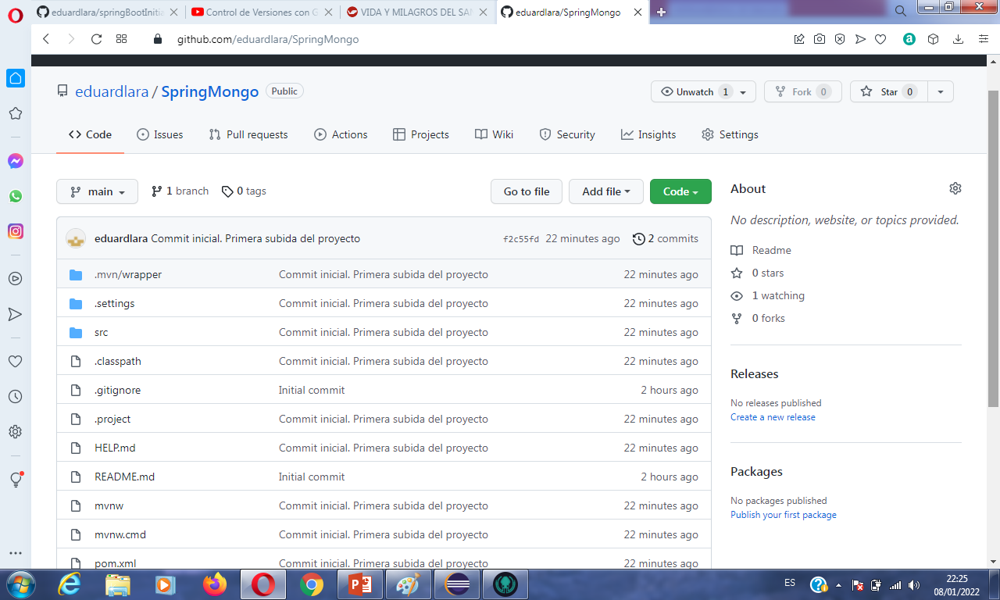 eduardlara/springBootInitia
Control de Versiones con G
VIDA Y MILAGROS DEL SAN
eduardlara/SpringMongo
github.com/eduardlara/SpringMongo
eduardlara / SpringMongo Public
Unwatch 1 Fork 0 Star 0
Code Issues Pull requests Actions Projects Wiki Security Insights Settings
main 1 branch 0 tags Go to file Add file Code
eduardlara Commit inicial. Primera subida del proyecto f2c55fd 22 minutes ago 2 commits
.mvn/wrapper Commit inicial. Primera subida del proyecto 22 minutes ago
.settings Commit inicial. Primera subida del proyecto 22 minutes ago
src Commit inicial. Primera subida del proyecto 22 minutes ago
.classpath Commit inicial. Primera subida del proyecto 22 minutes ago
.gitignore Initial commit 2 hours ago
.project Commit inicial. Primera subida del proyecto 22 minutes ago
HELP.md Commit inicial. Primera subida del proyecto 22 minutes ago
README.md Initial commit 2 hours ago
mvnw Commit inicial. Primera subida del proyecto 22 minutes ago
mvnw.cmd Commit inicial. Primera subida del proyecto 22 minutes ago
pom.xml Commit inicial. Primera subida del proyecto 22 minutes ago
About
No description, website, or topics provided.
Readme
0 stars
1 watching
0 forks
Releases
No releases published
Create a new release
Packages
No packages published
Publish your first package
ES
22:25
08/01/2022